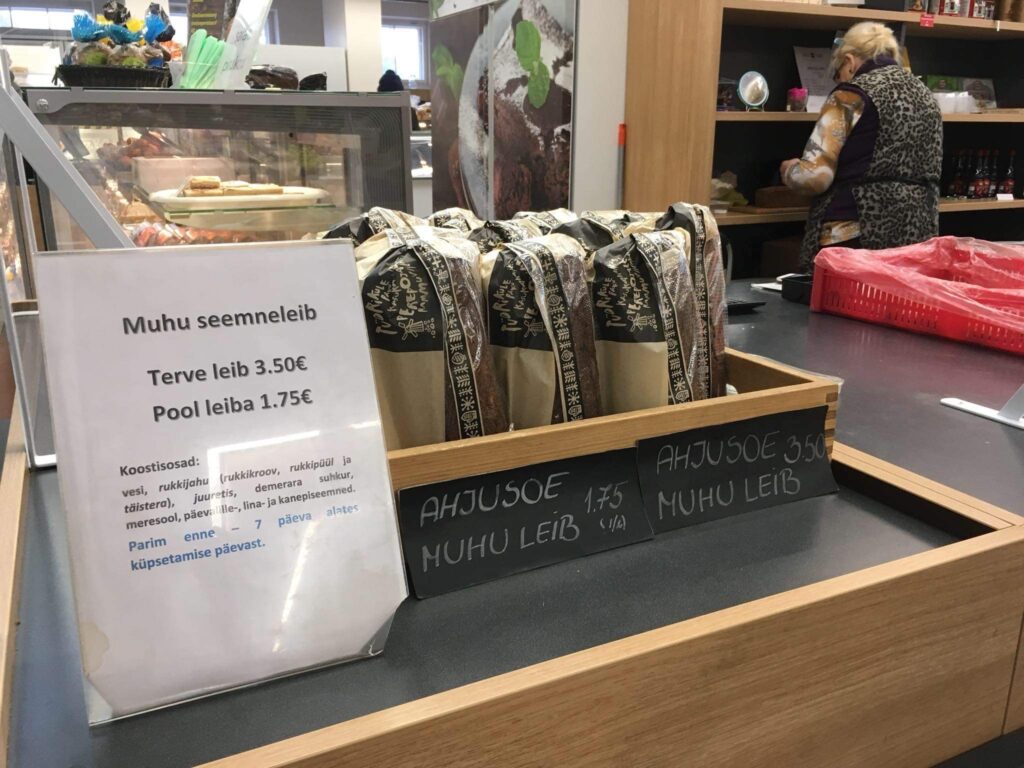 Muhu seemneleib
Terve leib 3.50€
Pool leiba 1.75€
Koostisosad:
vesi, rukkijahu (rukkikroov, rukkipüül ja
täistera), juuretis, demerara suhkur,
meresool, päevalille-, lina- ja kanepiseemned.
Parim enne – 7 päeva alates
küpsetamise päevast.
AHJUSOE 1.75
MUHU LEIB (1/2)
AHJUSOE 3.50
MUHU LEIB